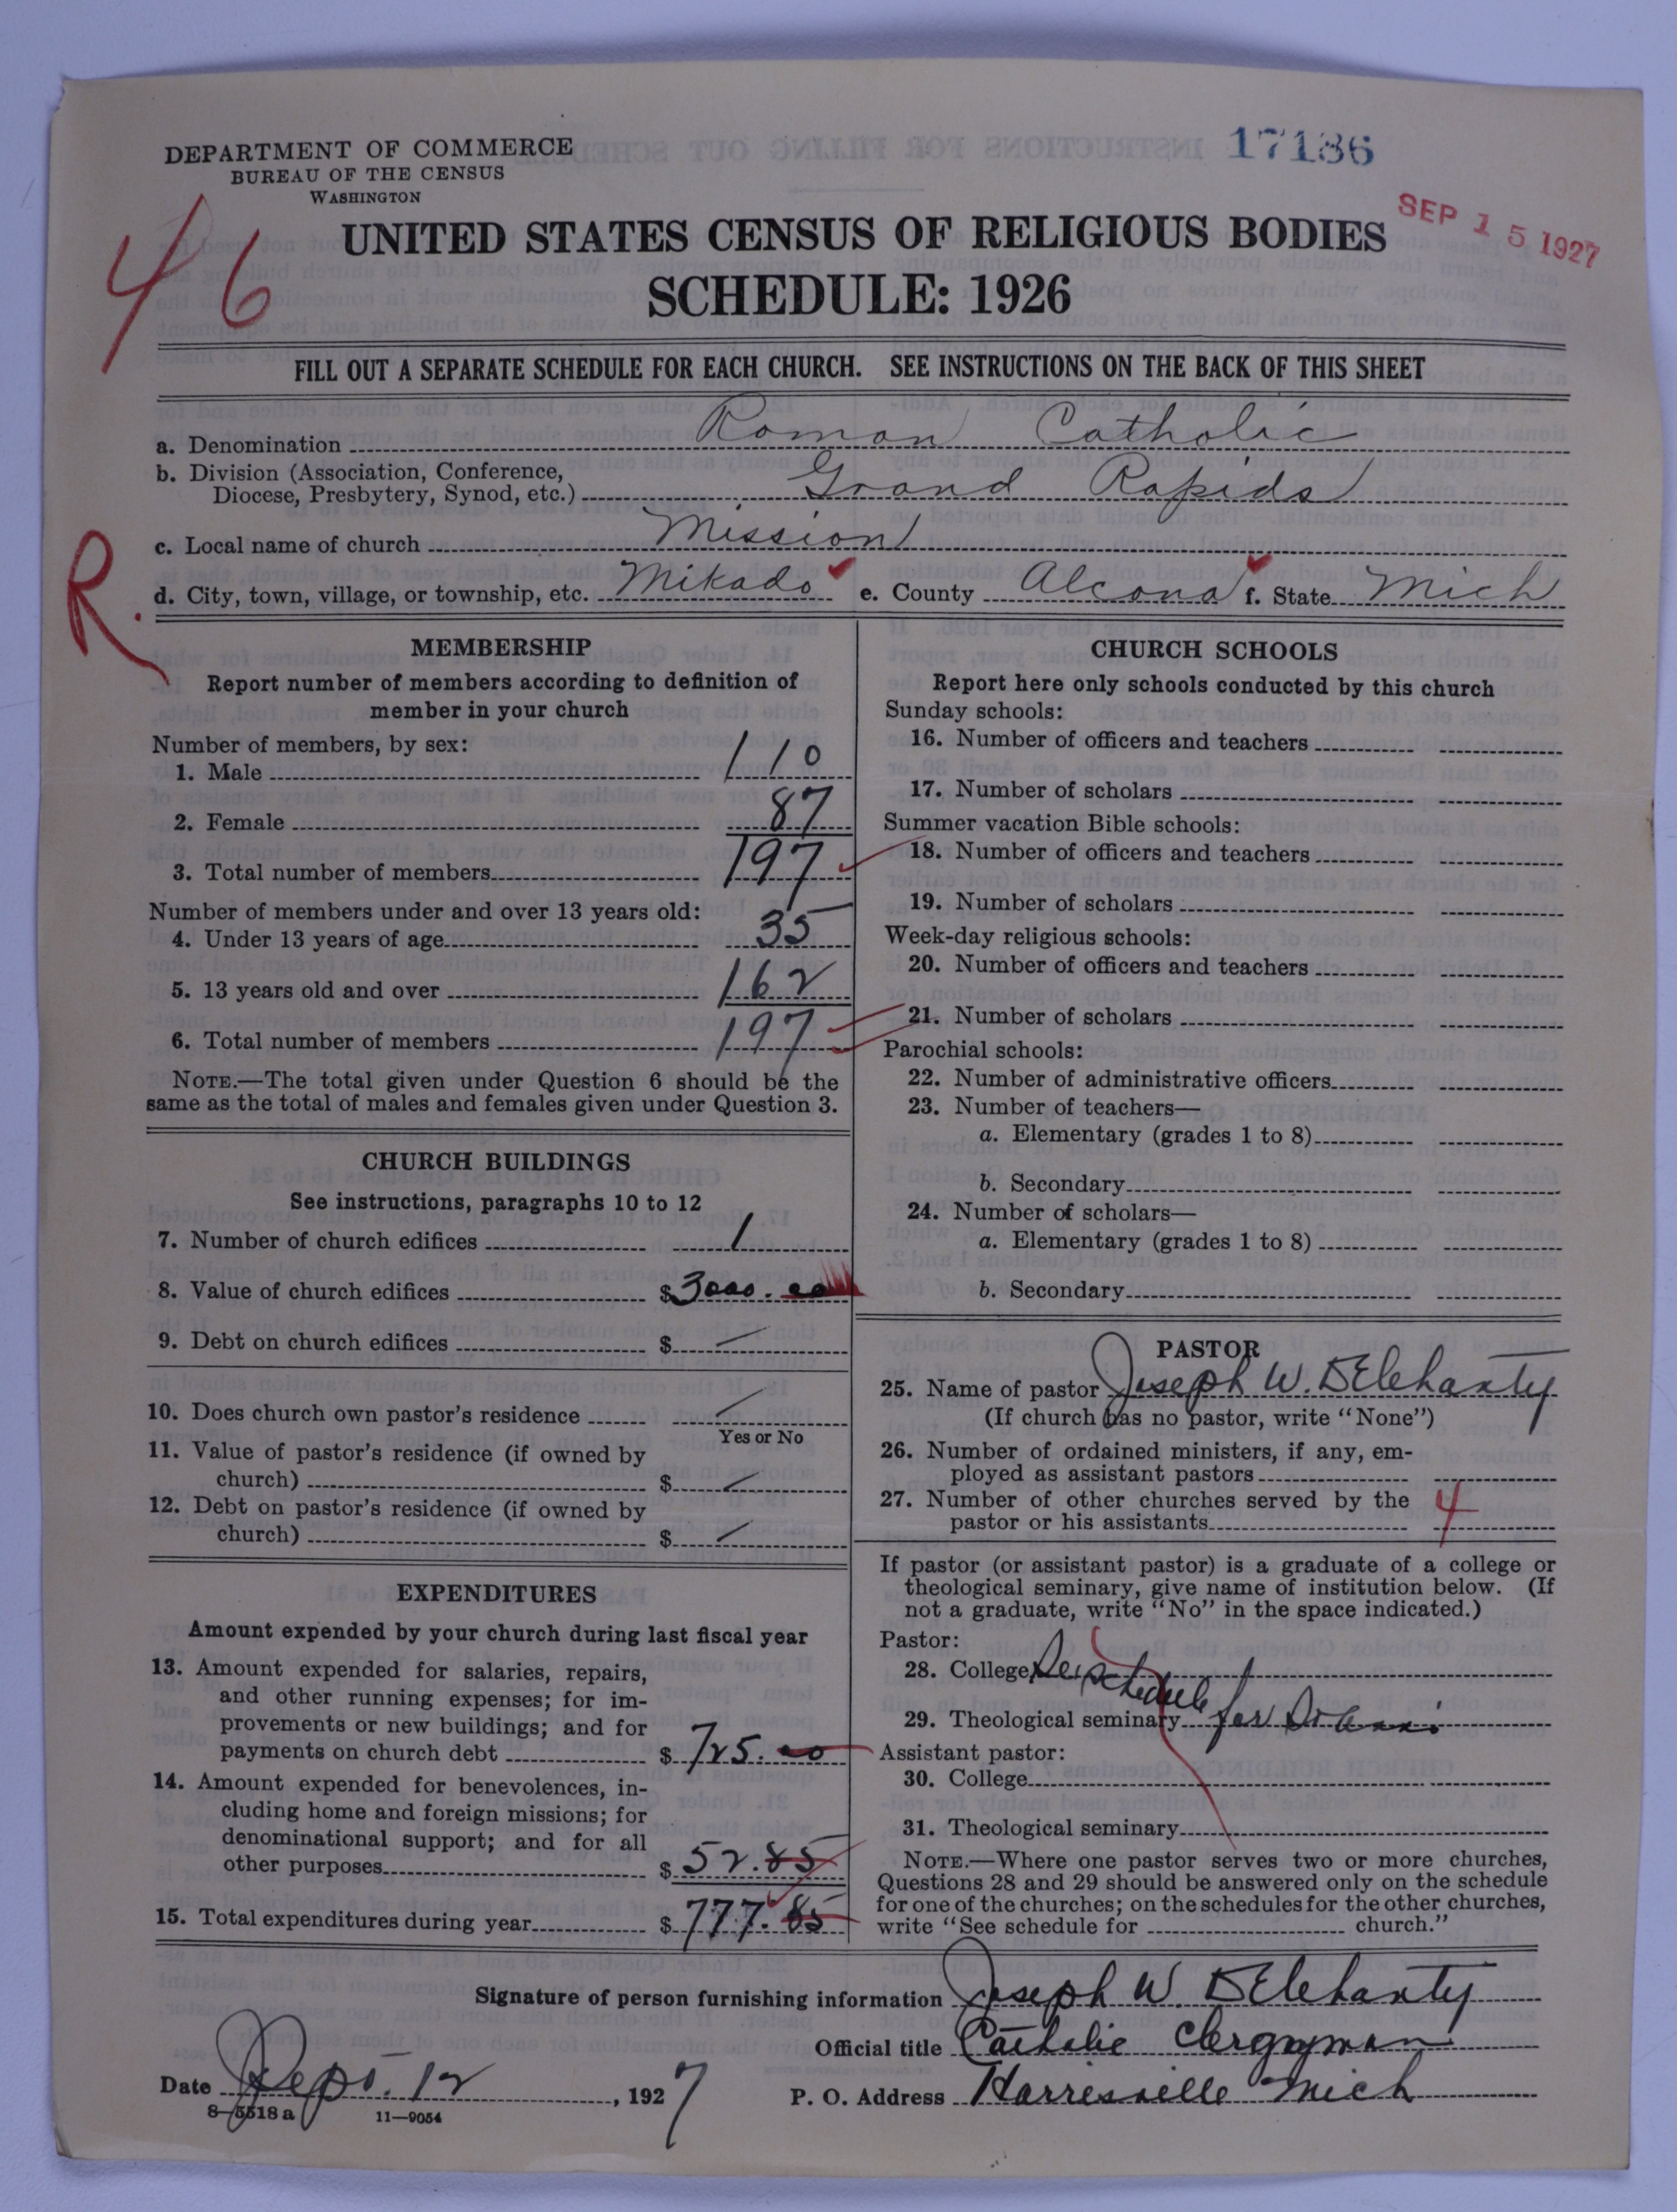 DEPARTMENT OF COMMERCE
BUREAU OF THE CENSUS
WASHINGTON
17186
SEP 15 1927
46
UNITED STATES CENSUS OF RELIGIOUS BODIES
SCHEDULE: 1926
FILL OUT A SEPARATE SCHEDULE FOR EACH CHURCH. SEE INSTRUCTIONS ON THE BACK OF THIS SHEET
a. Denomination Roman Catholic
b. Division (Association, Conference,
Diocese, Presbytery, Synod, etc.) Grand Rapids
c. Local name of church Mission
R.
d. City, town, village, or township, etc. Mikado e. County Alcona f. State Mich
MEMBERSHIP
Report number of members according to definition of
member in your church
Number of members, by sex:
1. Male 110
2. Female 87
3. Total number of members 197
Number of members under and over 13 years old:
4. Under 13 years of age 35
5. 13 years old and over 162
6. Total number of members 197
NOTE.—The total given under Question 6 should be the
same as the total of males and females given under Question 3.
CHURCH BUILDINGS
See instructions, paragraphs 10 to 12
7. Number of church edifices 1
8. Value of church edifices $3000.00
9. Debt on church edifices $ —
10. Does church own pastor's residence —
Yes or No
11. Value of pastor's residence (if owned by
church) $ —
12. Debt on pastor's residence (if owned by
church) $ —
EXPENDITURES
Amount expended by your church during last fiscal year
13. Amount expended for salaries, repairs,
and other running expenses; for im-
provements or new buildings; and for
payments on church debt $ 725.00
14. Amount expended for benevolences, in-
cluding home and foreign missions; for
denominational support; and for all
other purposes $ 52.85
15. Total expenditures during year $ 777.85
CHURCH SCHOOLS
Report here only schools conducted by this church
Sunday schools:
16. Number of officers and teachers
17. Number of scholars
Summer vacation Bible schools:
18. Number of officers and teachers
19. Number of scholars
Week-day religious schools:
20. Number of officers and teachers
21. Number of scholars
Parochial schools:
22. Number of administrative officers
23. Number of teachers—
a. Elementary (grades 1 to 8)
b. Secondary
24. Number of scholars—
a. Elementary (grades 1 to 8)
b. Secondary
PASTOR
25. Name of pastor Joseph W. DElehanty
(If church has no pastor, write "None")
26. Number of ordained ministers, if any, em-
ployed as assistant pastors
27. Number of other churches served by the
pastor or his assistants 4
If pastor (or assistant pastor) is a graduate of a college or
theological seminary, give name of institution below. (If
not a graduate, write "No" in the space indicated.)
Pastor:
28. College See schedule
29. Theological seminary for St
Assistant pastor:
30. College
31. Theological seminary
NOTE.—Where one pastor serves two or more churches,
Questions 28 and 29 should be answered only on the schedule
for one of the churches; on the schedules for the other churches,
write "See schedule for ---------- church."
Signature of person furnishing information Joseph W. DElehanty
Official title Catholic Clergyman
Date Sept. 12, 1927 P. O. Address Harrisville Mich
8—5518 a 11—9054